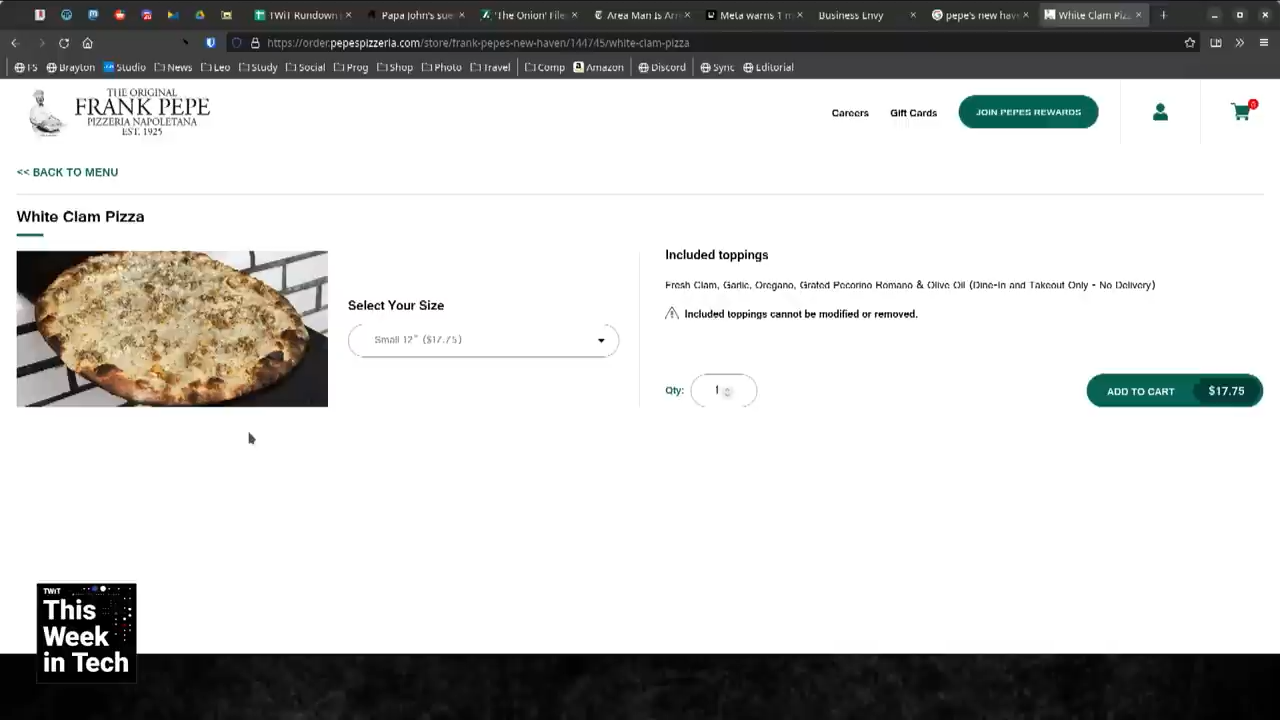 TWiT Rundown
Papa John's sue
'The Onion' File
Area Man Is Arr
Meta warns 1 m
Business Envy
pepe's new hav
White Clam Piz
https://order.pepespizzeria.com/store/frank-pepes-new-haven/144745/white-clam-pizza
FS
Brayton
Studio
News
Leo
Study
Social
Prog
Shop
Photo
Travel
Comp
Amazon
Discord
Sync
Editorial
THE ORIGINAL
FRANK PEPE
PIZZERIA NAPOLETANA
EST. 1925
Careers
Gift Cards
JOIN PEPES REWARDS
0
<< BACK TO MENU
White Clam Pizza
Select Your Size
Small 12" ($17.75)
Included toppings
Fresh Clam, Garlic, Oregano, Grated Pecorino Romano & Olive Oil (Dine-In and Takeout Only - No Delivery)
Included toppings cannot be modified or removed.
Qty:
1
ADD TO CART
$17.75
TWiT
This
Week
in Tech